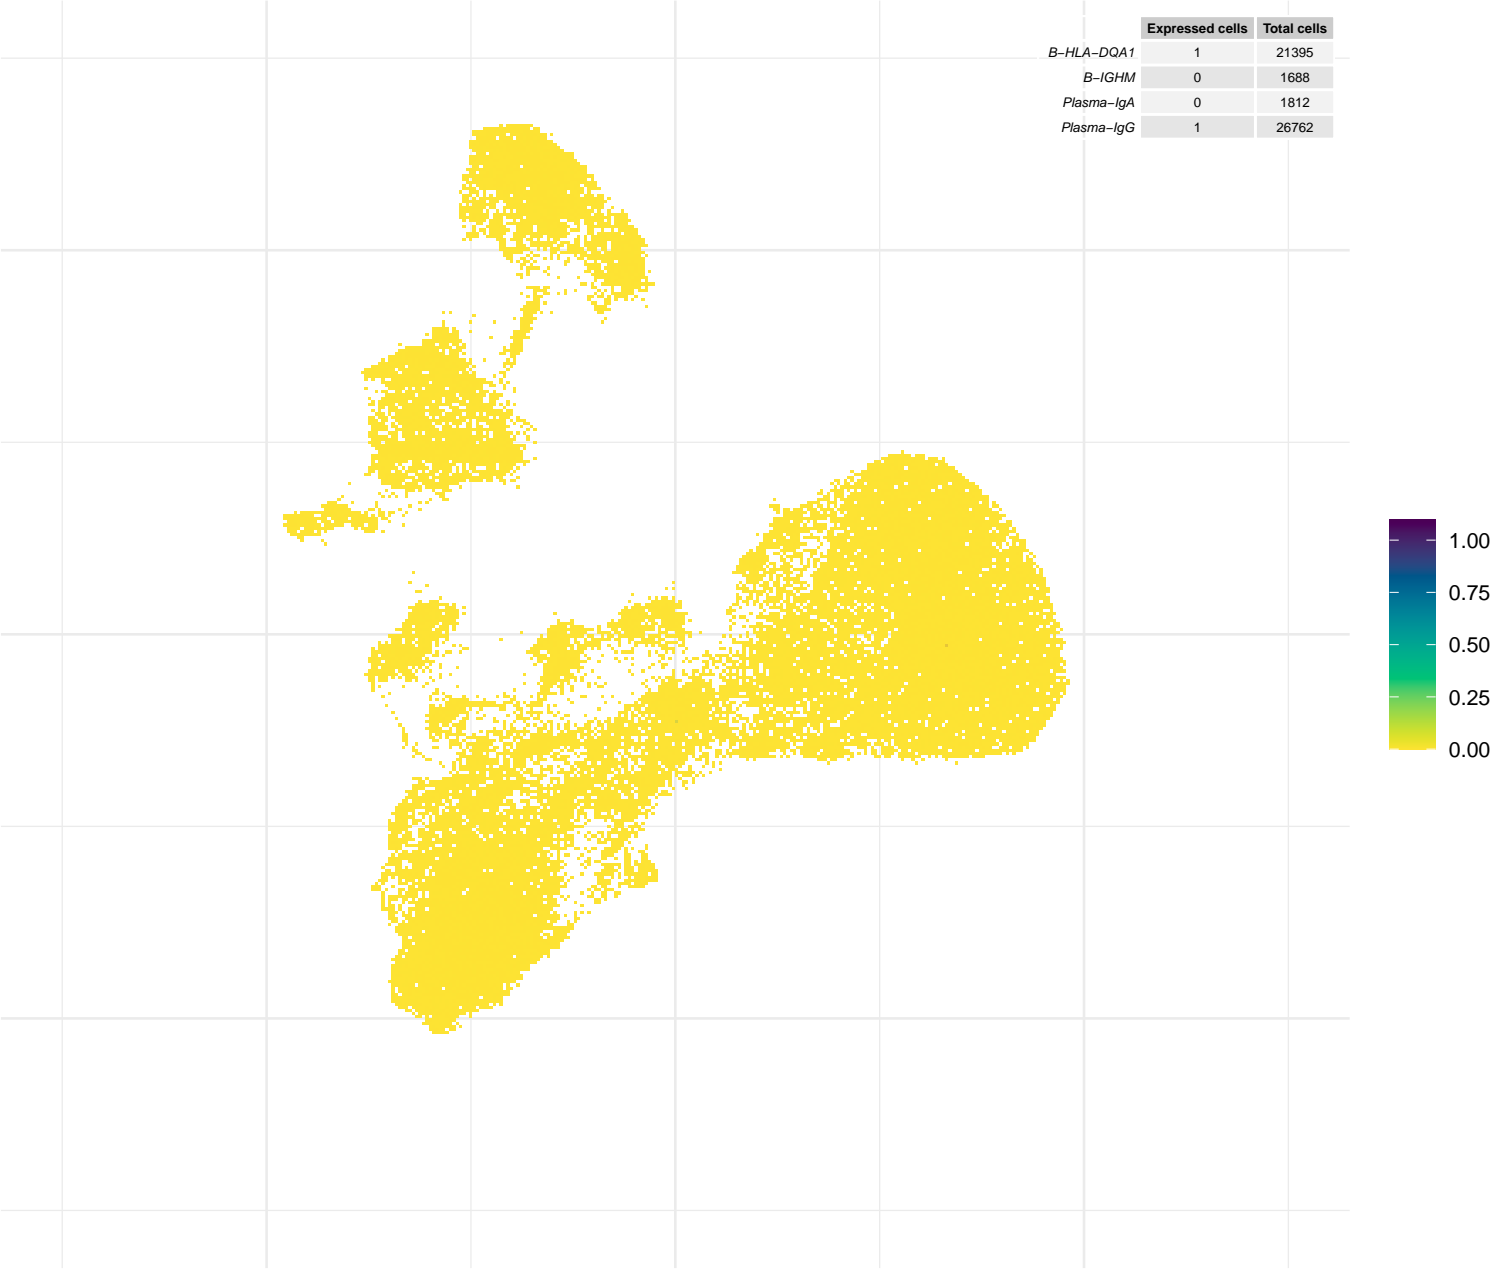 Expressed cells Total cells
B−HLA−DQA1 1 21395
B−IGHM 0 1688
Plasma−IgA 0 1812
Plasma−IgG 1 26762
1.00
0.75
0.50
0.25
0.00